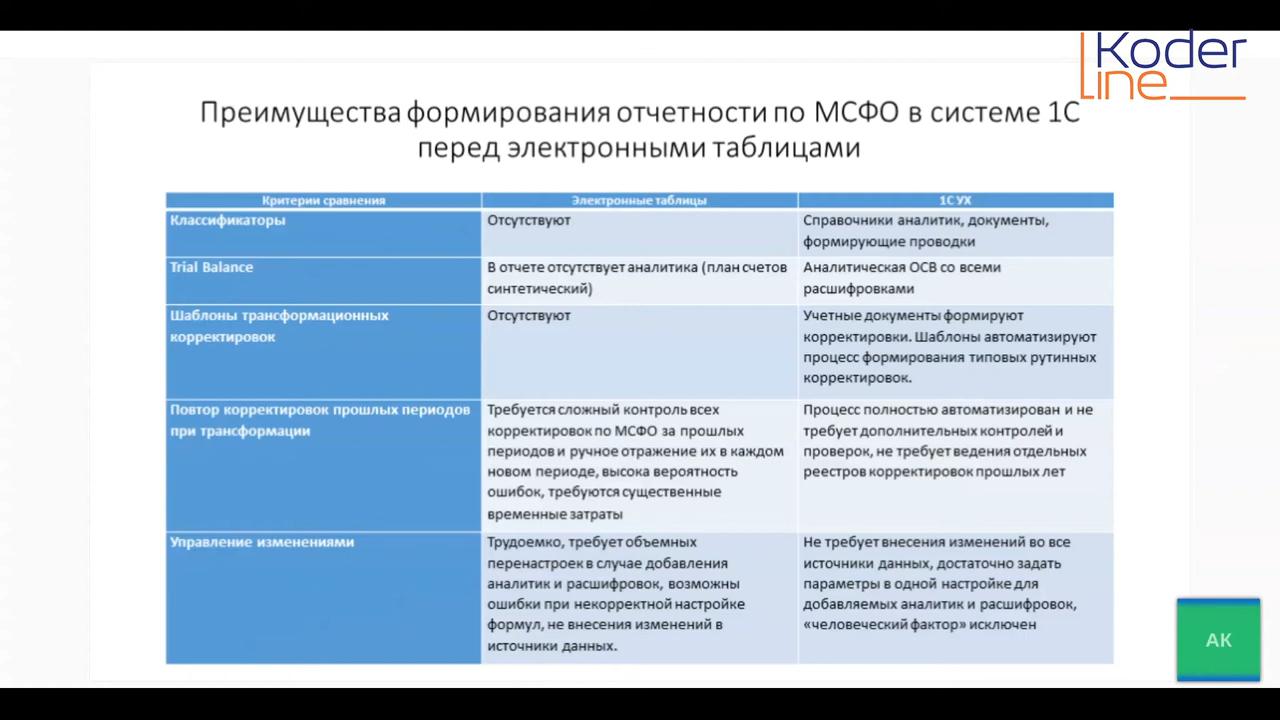 Koder
line
Преимущества формирования отчетности по МСФО в системе 1С
перед электронными таблицами
Критерии сравнения
Электронные таблицы
1С УХ
Классификаторы
Отсутствуют
Справочники аналитик, документы,
формирующие проводки
Trial Balance
В отчете отсутствует аналитика (план счетов
синтетический)
Аналитическая ОСВ со всеми
расшифровками
Шаблоны трансформационных
корректировок
Отсутствуют
Учетные документы формируют
корректировки. Шаблоны автоматизируют
процесс формирования типовых рутинных
корректировок.
Повтор корректировок прошлых периодов
при трансформации
Требуется сложный контроль всех
корректировок по МСФО за прошлых
периодов и ручное отражение их в каждом
новом периоде, высока вероятность
ошибок, требуются существенные
временные затраты
Процесс полностью автоматизирован и не
требует дополнительных контролей и
проверок, не требует ведения отдельных
реестров корректировок прошлых лет
Управление изменениями
Трудоемко, требует объемных
перенастроек в случае добавления
аналитик и расшифровок, возможны
ошибки при некорректной настройке
формул, не внесения изменений в
источники данных.
Не требует внесения изменений во все
источники данных, достаточно задать
параметры в одной настройке для
добавляемых аналитик и расшифровок,
«человеческий фактор» исключен
АК